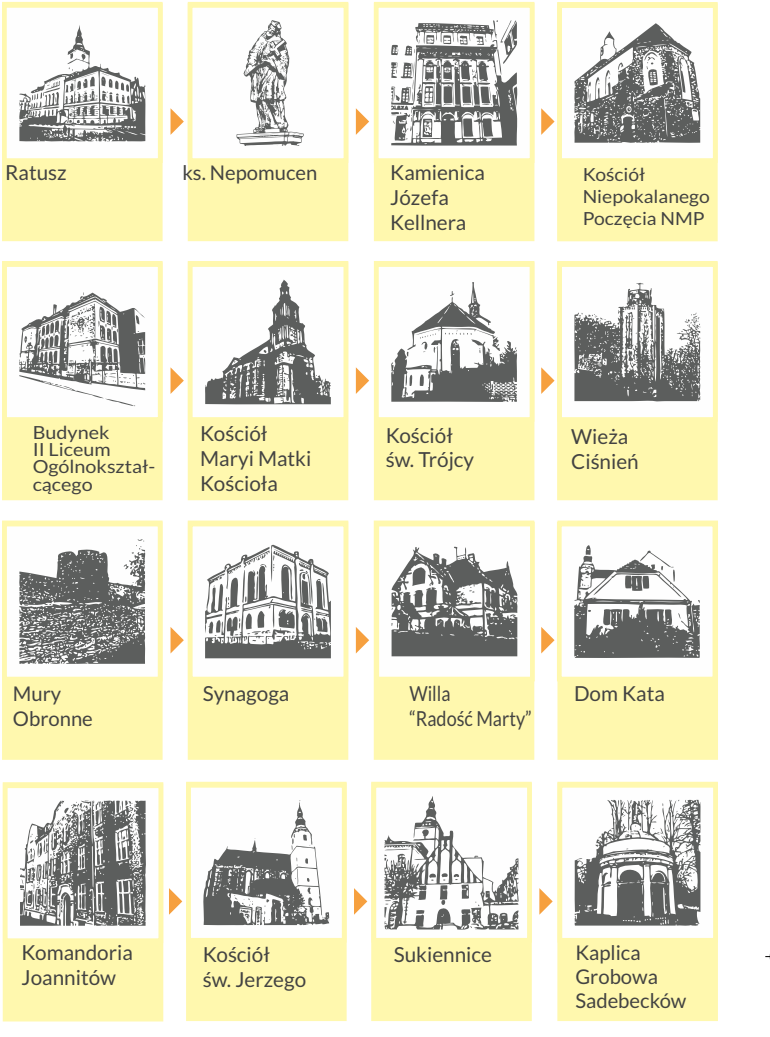 Ratusz
ks. Nepomucen
Kamienica
Józefa
Kellnera
Kościół
Niepokalanego
Poczęcia NMP
Budynek
II Liceum
Ogólnokształ-
cącego
Kościół
Maryi Matki
Kościoła
Kościół
św. Trójcy
Wieża
Ciśnień
Mury
Obronne
Synagoga
Willa
“Radość Marty”
Dom Kata
Komandoria
Joannitów
Kościół
św. Jerzego
Sukiennice
Kaplica
Grobowa
Sadebecków